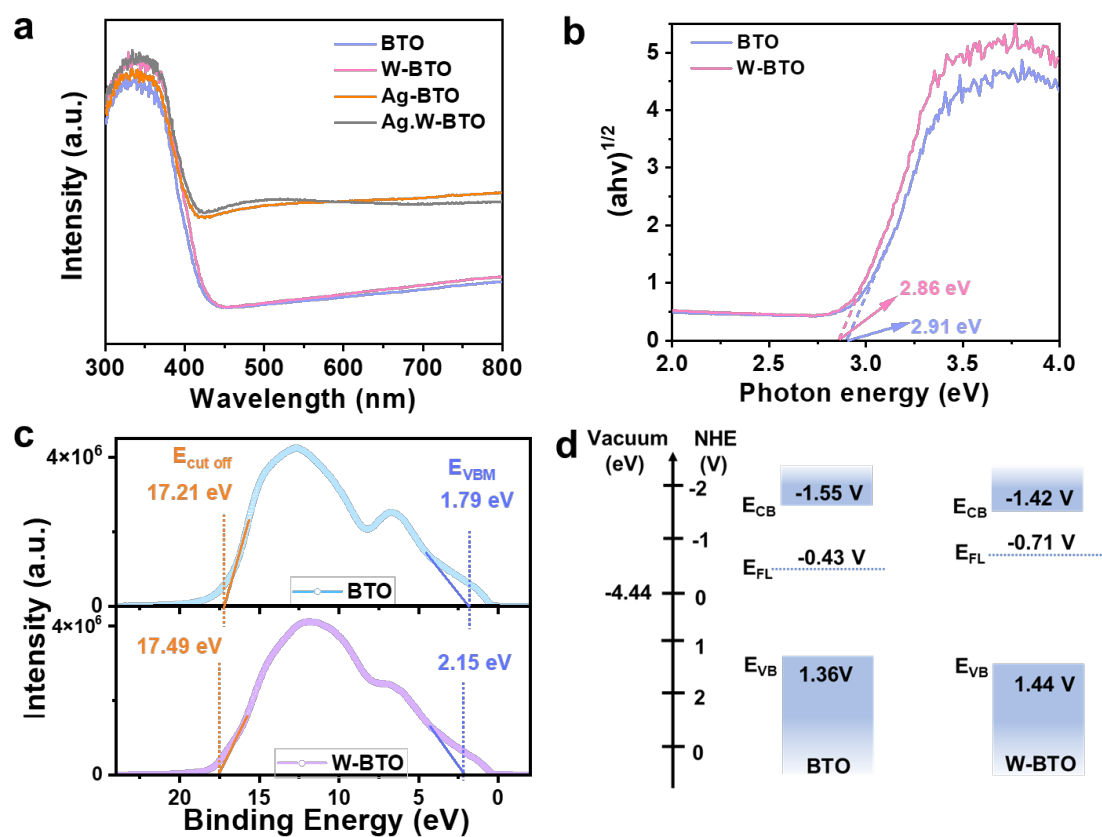 a
BTO
W-BTO
Ag-BTO
Ag.W-BTO
Intensity (a.u.)
300 400 500 600 700 800
Wavelength (nm)
b
BTO
W-BTO
(ahv)1/2
5
4
3
2
1
0
2.86 eV
2.91 eV
2.0 2.5 3.0 3.5 4.0
Photon energy (eV)
c
4×10⁶
0
4×10⁶
0
Ecut off
17.21 eV
EVBM
1.79 eV
BTO
17.49 eV
2.15 eV
W-BTO
Intensity (a.u.)
20 15 10 5 0
Binding Energy (eV)
d
Vacuum (eV)
NHE (V)
-2
-1
-4.44 0
1
2
0
ECB -1.55 V
EFL -0.43 V
EVB 1.36V
BTO
ECB -1.42 V
EFL -0.71 V
EVB 1.44 V
W-BTO